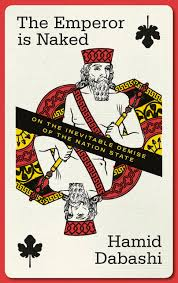 The Emperor
is Naked
ON THE INEVITABLE DEMISE
OF THE NATION STATE
Hamid
Dabashi